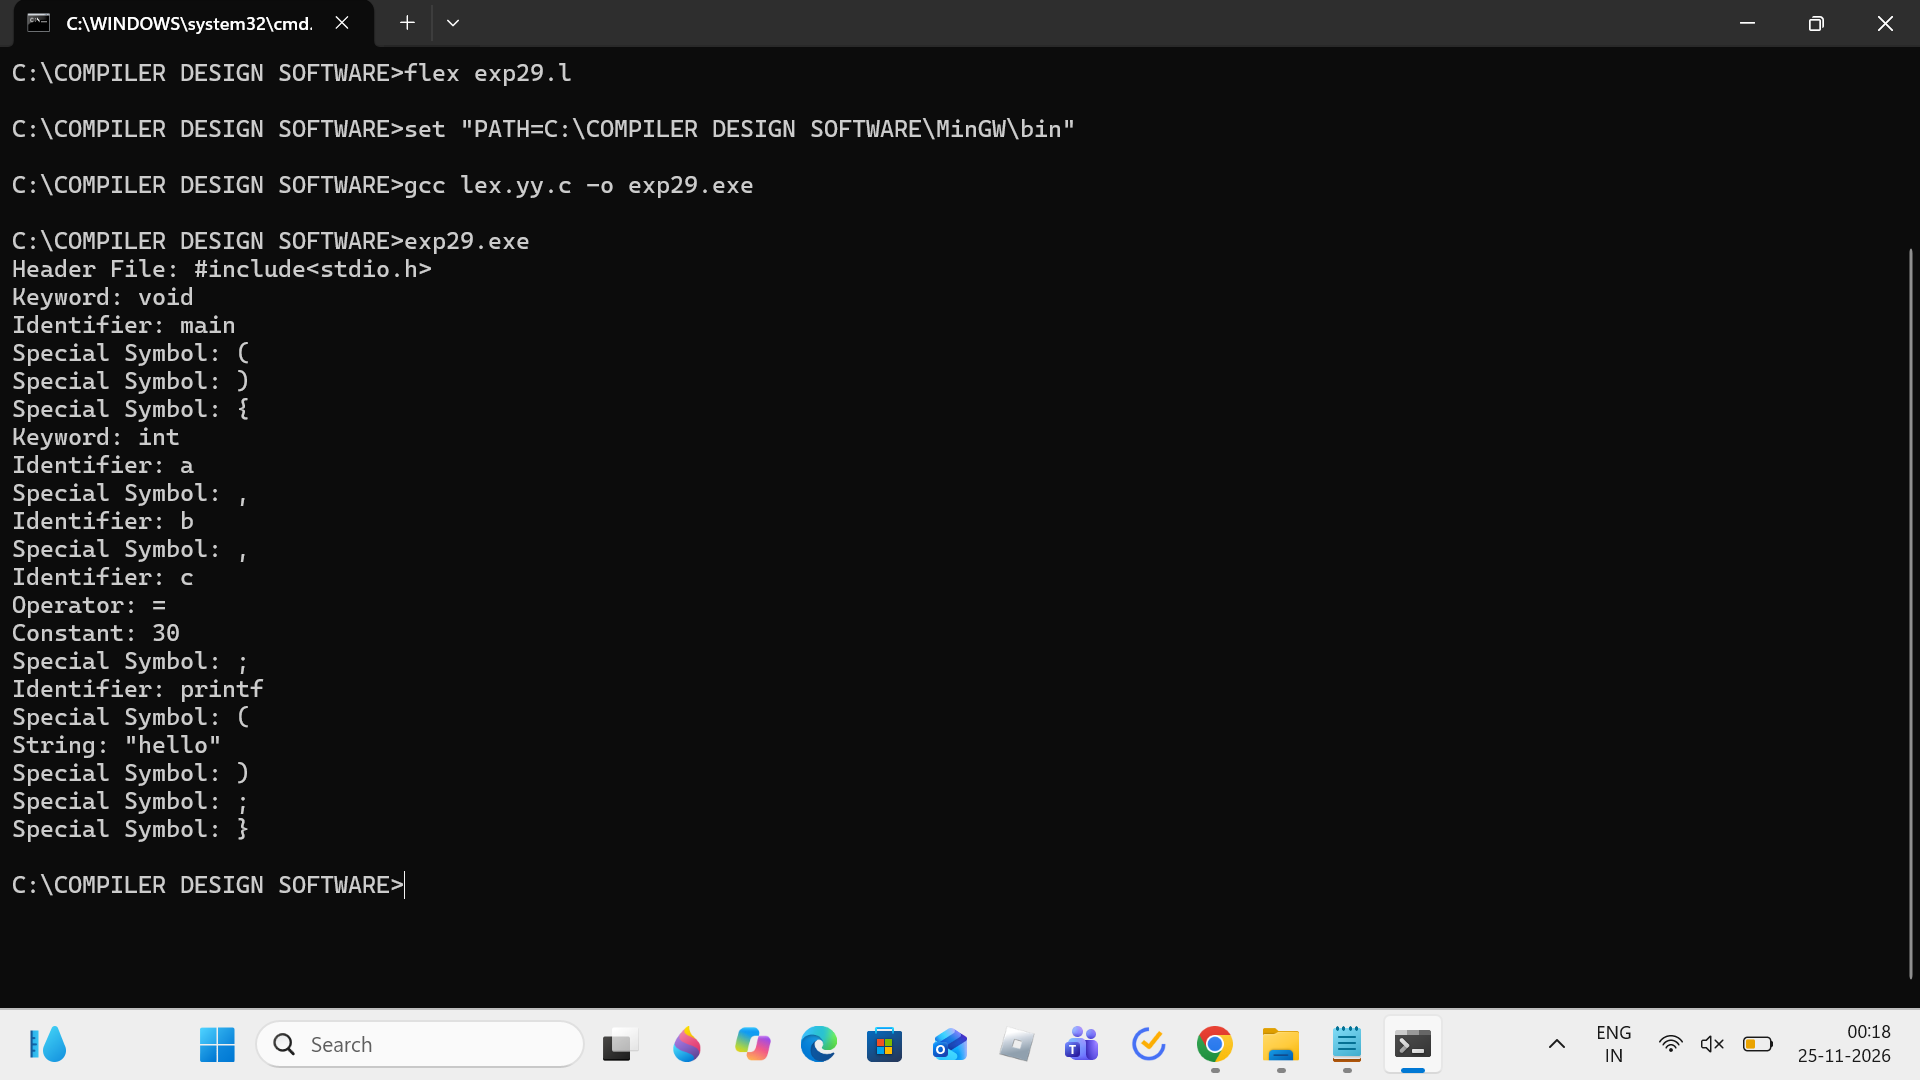 C:\WINDOWS\system32\cmd.
C:\COMPILER DESIGN SOFTWARE>flex exp29.l
C:\COMPILER DESIGN SOFTWARE>set "PATH=C:\COMPILER DESIGN SOFTWARE\MinGW\bin"
C:\COMPILER DESIGN SOFTWARE>gcc lex.yy.c -o exp29.exe
C:\COMPILER DESIGN SOFTWARE>exp29.exe
Header File: #include<stdio.h>
Keyword: void
Identifier: main
Special Symbol: (
Special Symbol: )
Special Symbol: {
Keyword: int
Identifier: a
Special Symbol: ,
Identifier: b
Special Symbol: ,
Identifier: c
Operator: =
Constant: 30
Special Symbol: ;
Identifier: printf
Special Symbol: (
String: "hello"
Special Symbol: )
Special Symbol: ;
Special Symbol: }
C:\COMPILER DESIGN SOFTWARE>
Search
ENG
IN
00:18
25-11-2026